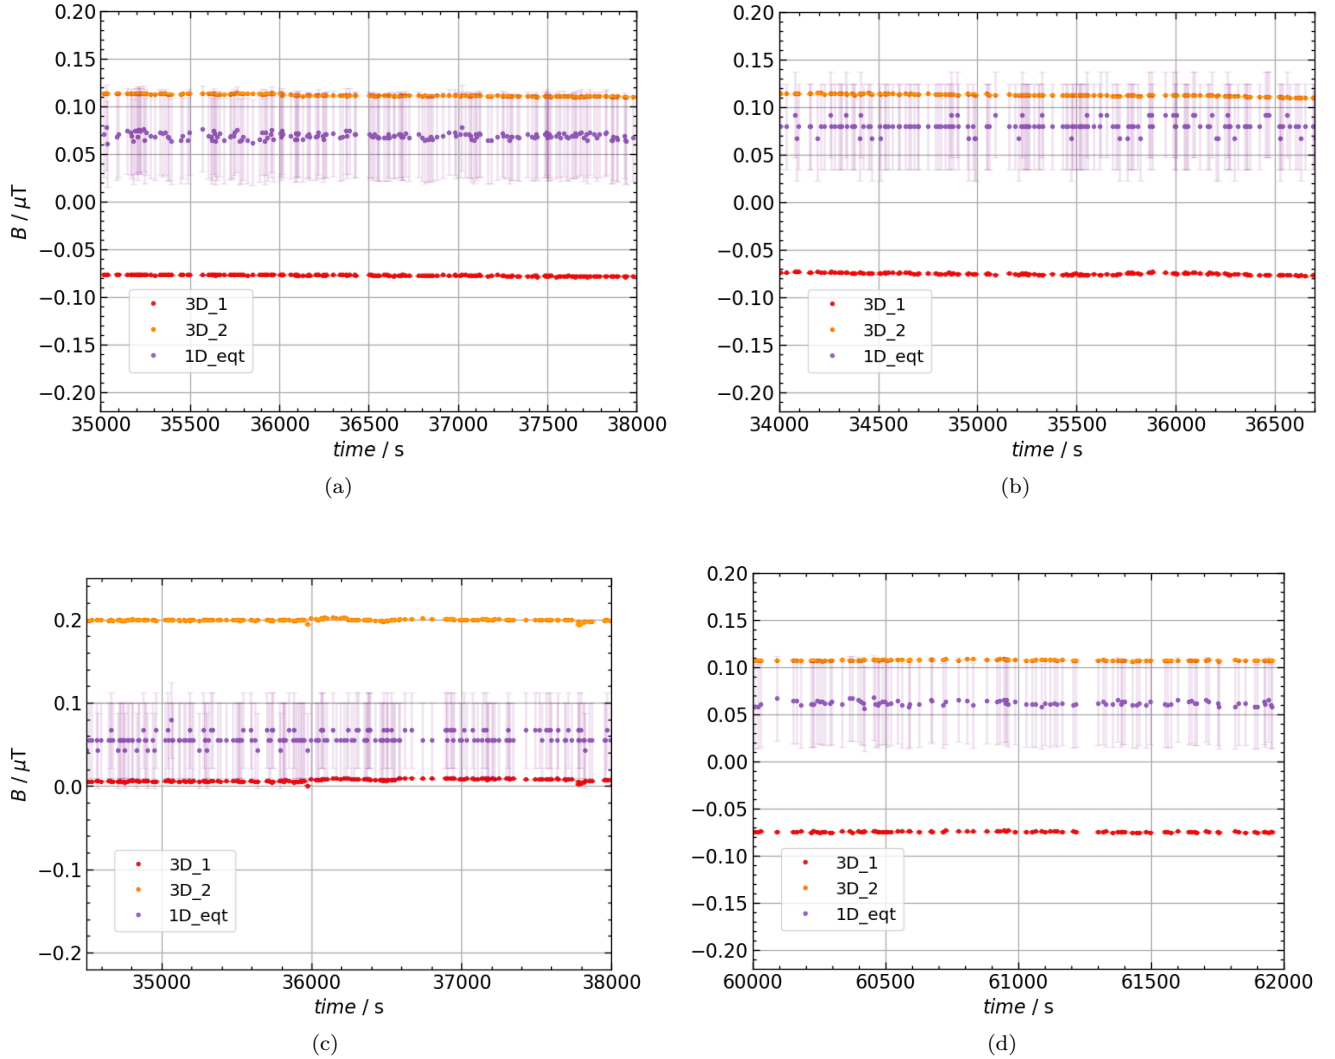 0.20
0.15
0.10
0.05
0.00
−0.05
−0.10
−0.15
−0.20
B / μT
3D_1
3D_2
1D_eqt
35000 35500 36000 36500 37000 37500 38000
time / s
(a)
0.20
0.15
0.10
0.05
0.00
−0.05
−0.10
−0.15
−0.20
3D_1
3D_2
1D_eqt
34000 34500 35000 35500 36000 36500
time / s
(b)
0.2
0.1
0.0
−0.1
−0.2
B / μT
3D_1
3D_2
1D_eqt
35000 36000 37000 38000
time / s
(c)
0.20
0.15
0.10
0.05
0.00
−0.05
−0.10
−0.15
−0.20
3D_1
3D_2
1D_eqt
60000 60500 61000 61500 62000
time / s
(d)